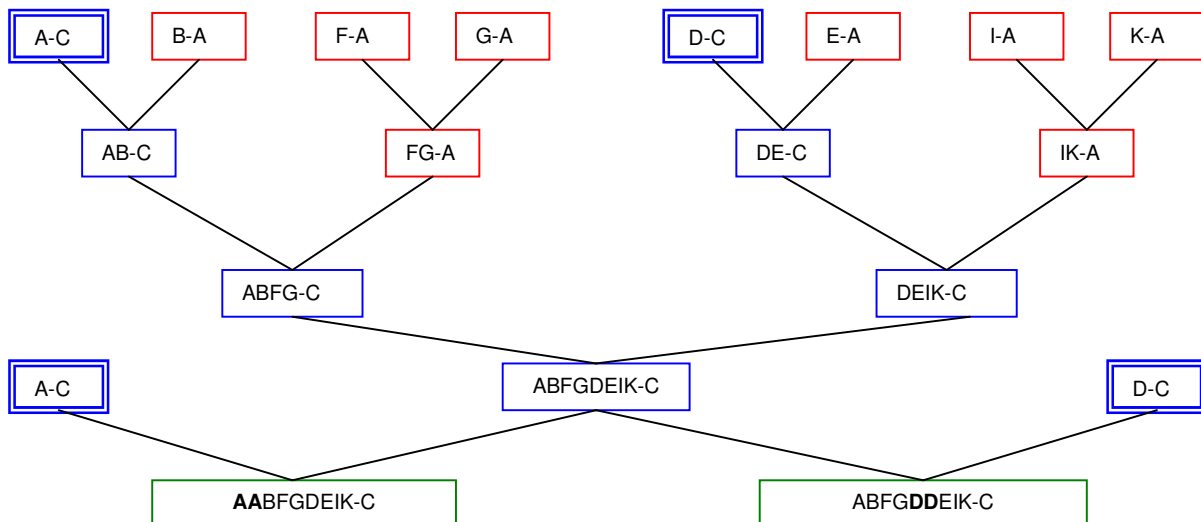 A-C B-A F-A G-A D-C E-A I-A K-A
AB-C FG-A DE-C IK-A
ABFG-C DEIK-C
A-C ABFGDEIK-C D-C
AABFGDEIK-C ABFGDDEIK-C